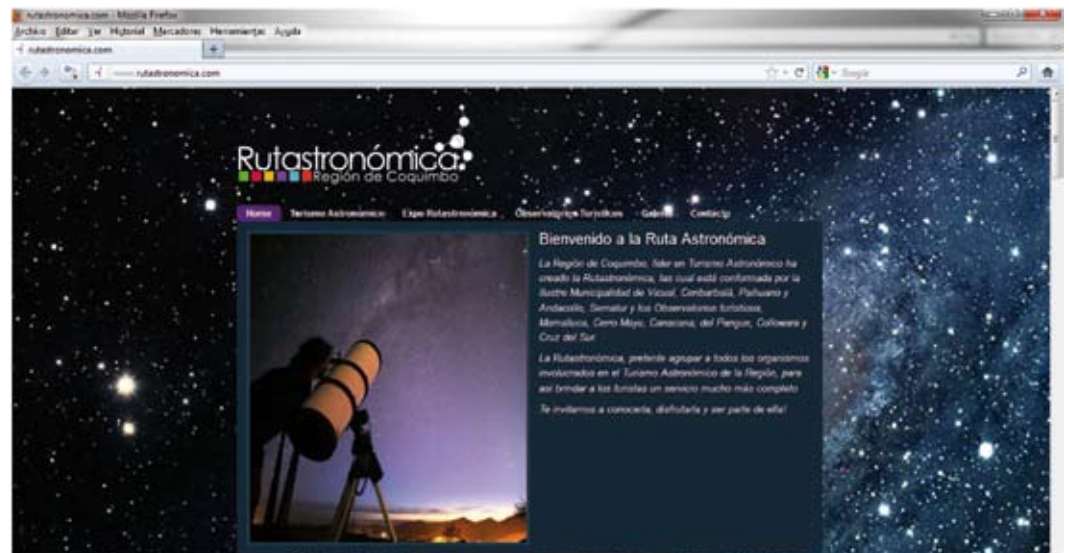 rutastronomica.com - Mozilla Firefox
Archivo Editar Ver Historial Marcadores Herramientas Ayuda
rutastronomica.com +
www.rutastronomica.com Google
Rutastronómica
Región de Coquimbo
Home Turismo Astronómico Expo Rutastronómica Observatorios Turísticos Galería Contacto
Bienvenido a la Ruta Astronómica
La Región de Coquimbo, líder en Turismo Astronómico ha
creado la Rutastronómica, las cual está conformada por la
Ilustre Municipalidad de Vicual, Combarbalá, Paihuano y
Andacollo, Sernatur y los Observatorios turísticos;
Mamalluca, Cerro Mayu, Cancana, del Pangue, Collowara y
Cruz del Sur
La Rutastronómica, pretente agrupar a todos los organismos
involucrados en el Turismo Astronómico de la Región, para
así brindar a los turistas un servicio mucho más completo
Te invitamos a conocerla, disfrutarla y ser parte de ella!